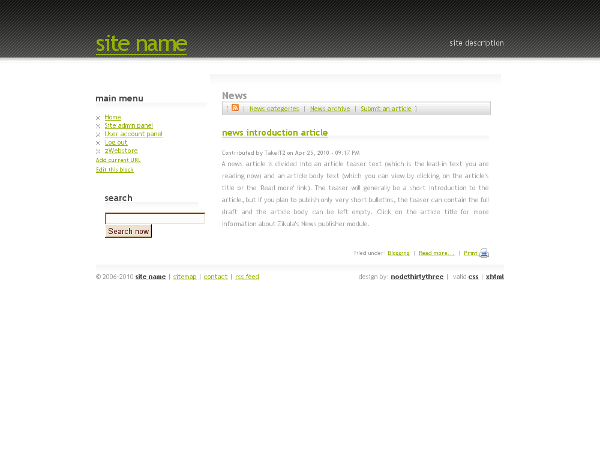 site name
site description
main menu
Home
Site admin panel
User account panel
Log out
zWebstore
Add current URL
Edit this block
search
Search now
News
[ | News categories | News archive | Submit an article ]
news introduction article
Contributed by TakeIT2 on Apr 25, 2010 - 09:17 PM
A news article is divided into an article teaser text (which is the lead-in text you are
reading now) and an article body text (which you can view by clicking on the article's
title or the 'Read more' link). The teaser will generally be a short introduction to the
article, but if you plan to publish only very short bulletins, the teaser can contain the full
draft and the article body can be left empty. Click on the article title for more
information about Zikula's News publisher module.
Filed under: Blogging | Read more... | Print
© 2006-2010 site name | sitemap | contact | rss feed
design by: nodethirtythree | valid css | xhtml